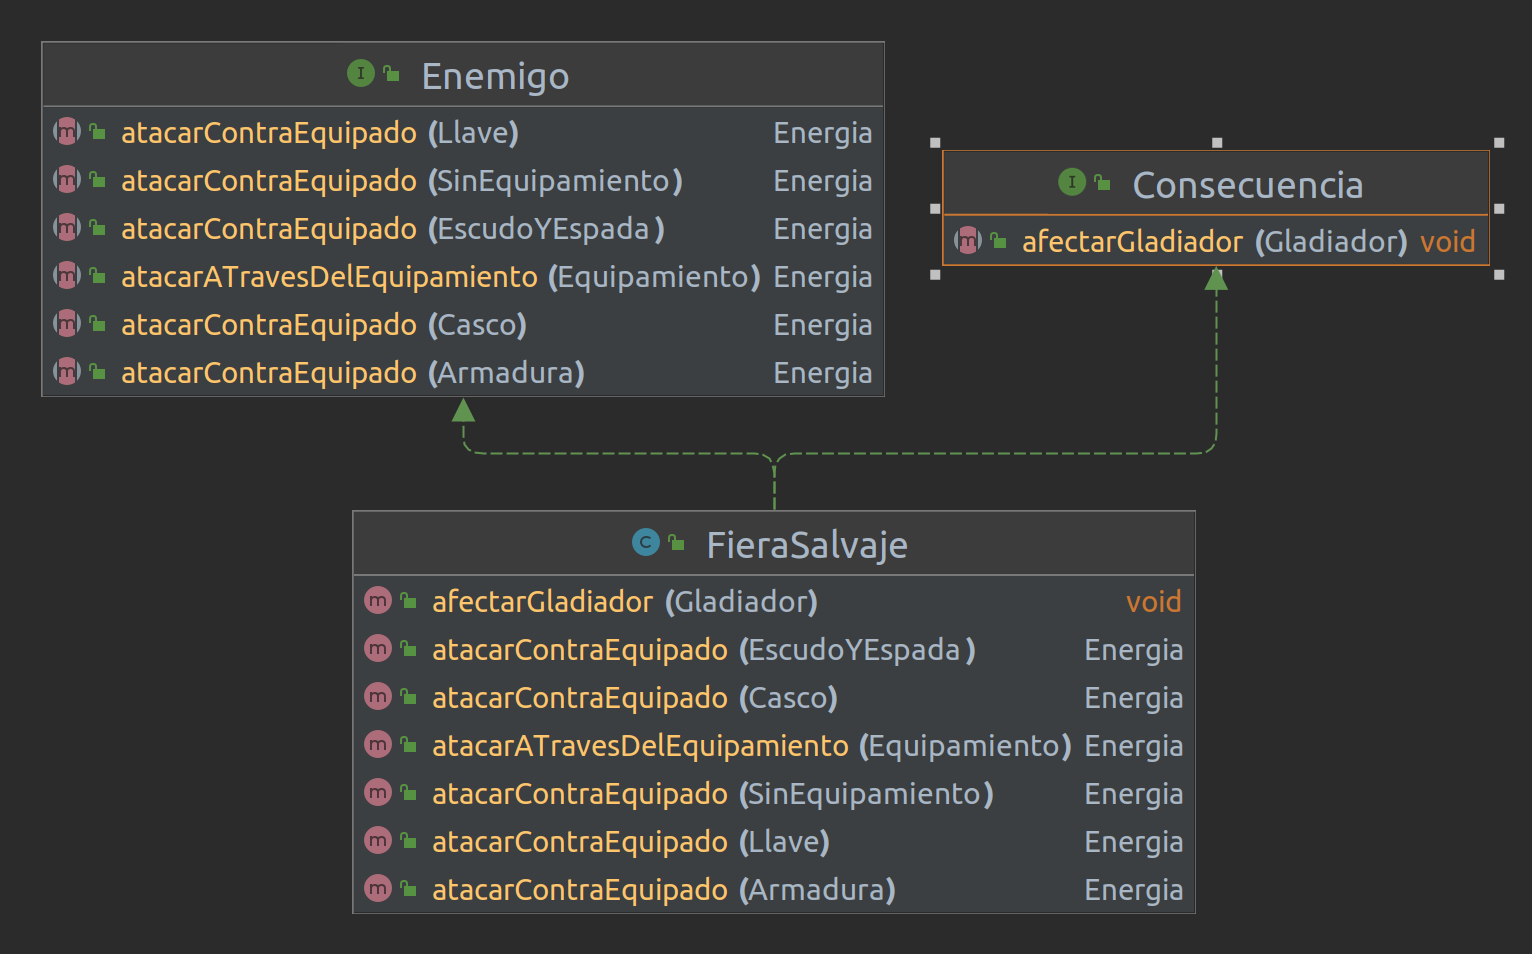 Enemigo
atacarContraEquipado (Llave) Energia
atacarContraEquipado (SinEquipamiento) Energia
atacarContraEquipado (EscudoYEspada) Energia
atacarATravesDelEquipamiento (Equipamiento) Energia
atacarContraEquipado (Casco) Energia
atacarContraEquipado (Armadura) Energia
Consecuencia
afectarGladiador (Gladiador) void
FieraSalvaje
afectarGladiador (Gladiador) void
atacarContraEquipado (EscudoYEspada) Energia
atacarContraEquipado (Casco) Energia
atacarATravesDelEquipamiento (Equipamiento) Energia
atacarContraEquipado (SinEquipamiento) Energia
atacarContraEquipado (Llave) Energia
atacarContraEquipado (Armadura) Energia